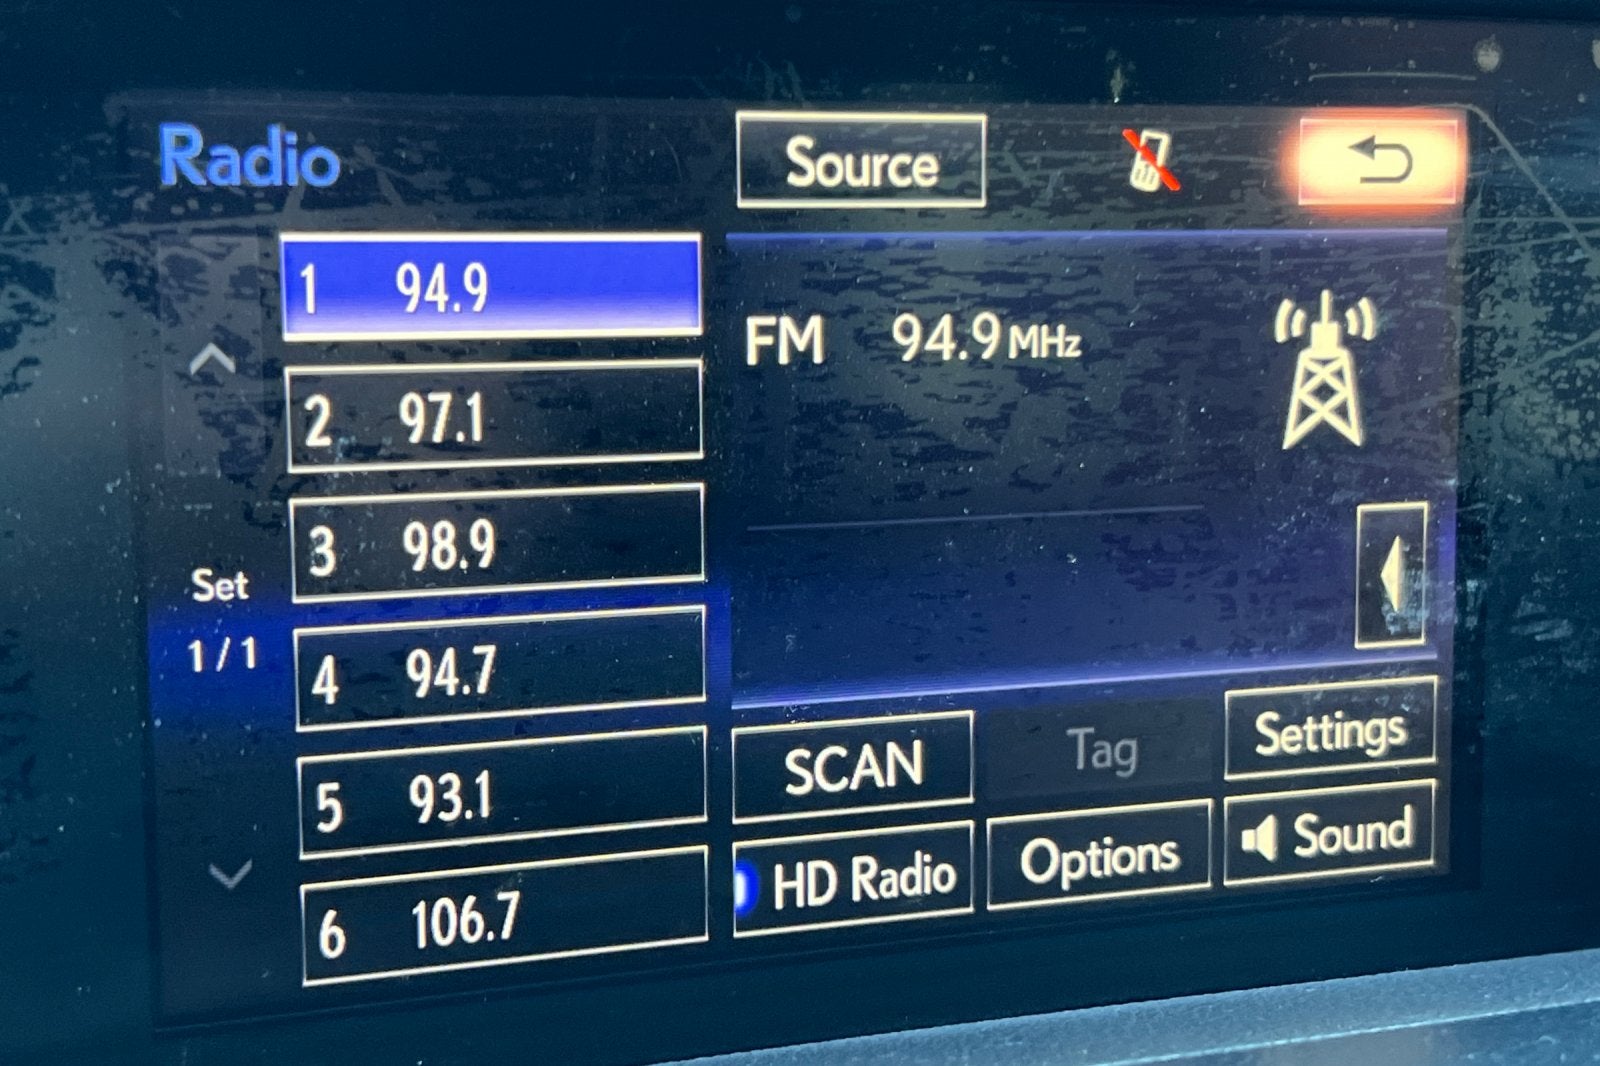 Radio
Source
1 94.9
2 97.1
3 98.9
4 94.7
5 93.1
6 106.7
Set
1/1
FM 94.9 MHz
SCAN
Tag
Settings
HD Radio
Options
Sound